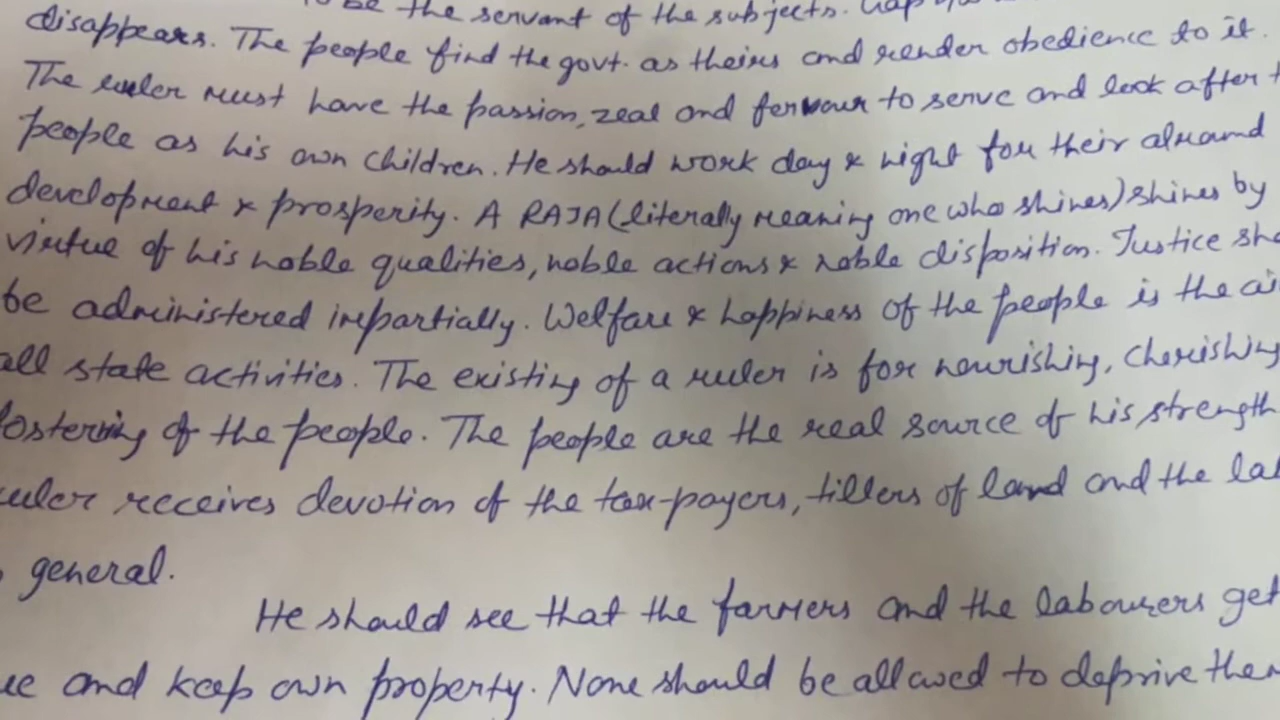 to be the servant of the subjects. Gap
disappears. The people find the govt. as theirs and render obedience to it.
The ruler must have the passion, zeal and fervour to serve and look after
people as his own children. He should work day & night for their alround
development & prosperity. A RAJA (literally meaning one who shines) shines by
virtue of his noble qualities, noble actions & noble disposition. Justice
be administered impartially. Welfare & happiness of the people is the
all state activities. The existing of a ruler is for nourishing, cherishing
fostering of the people. The people are the real source of his strength
ruler receives devotion of the tax-payers, tillers of land and the
general.
He should see that the farmers and the labourers get
and keep own property. None should be allowed to deprive